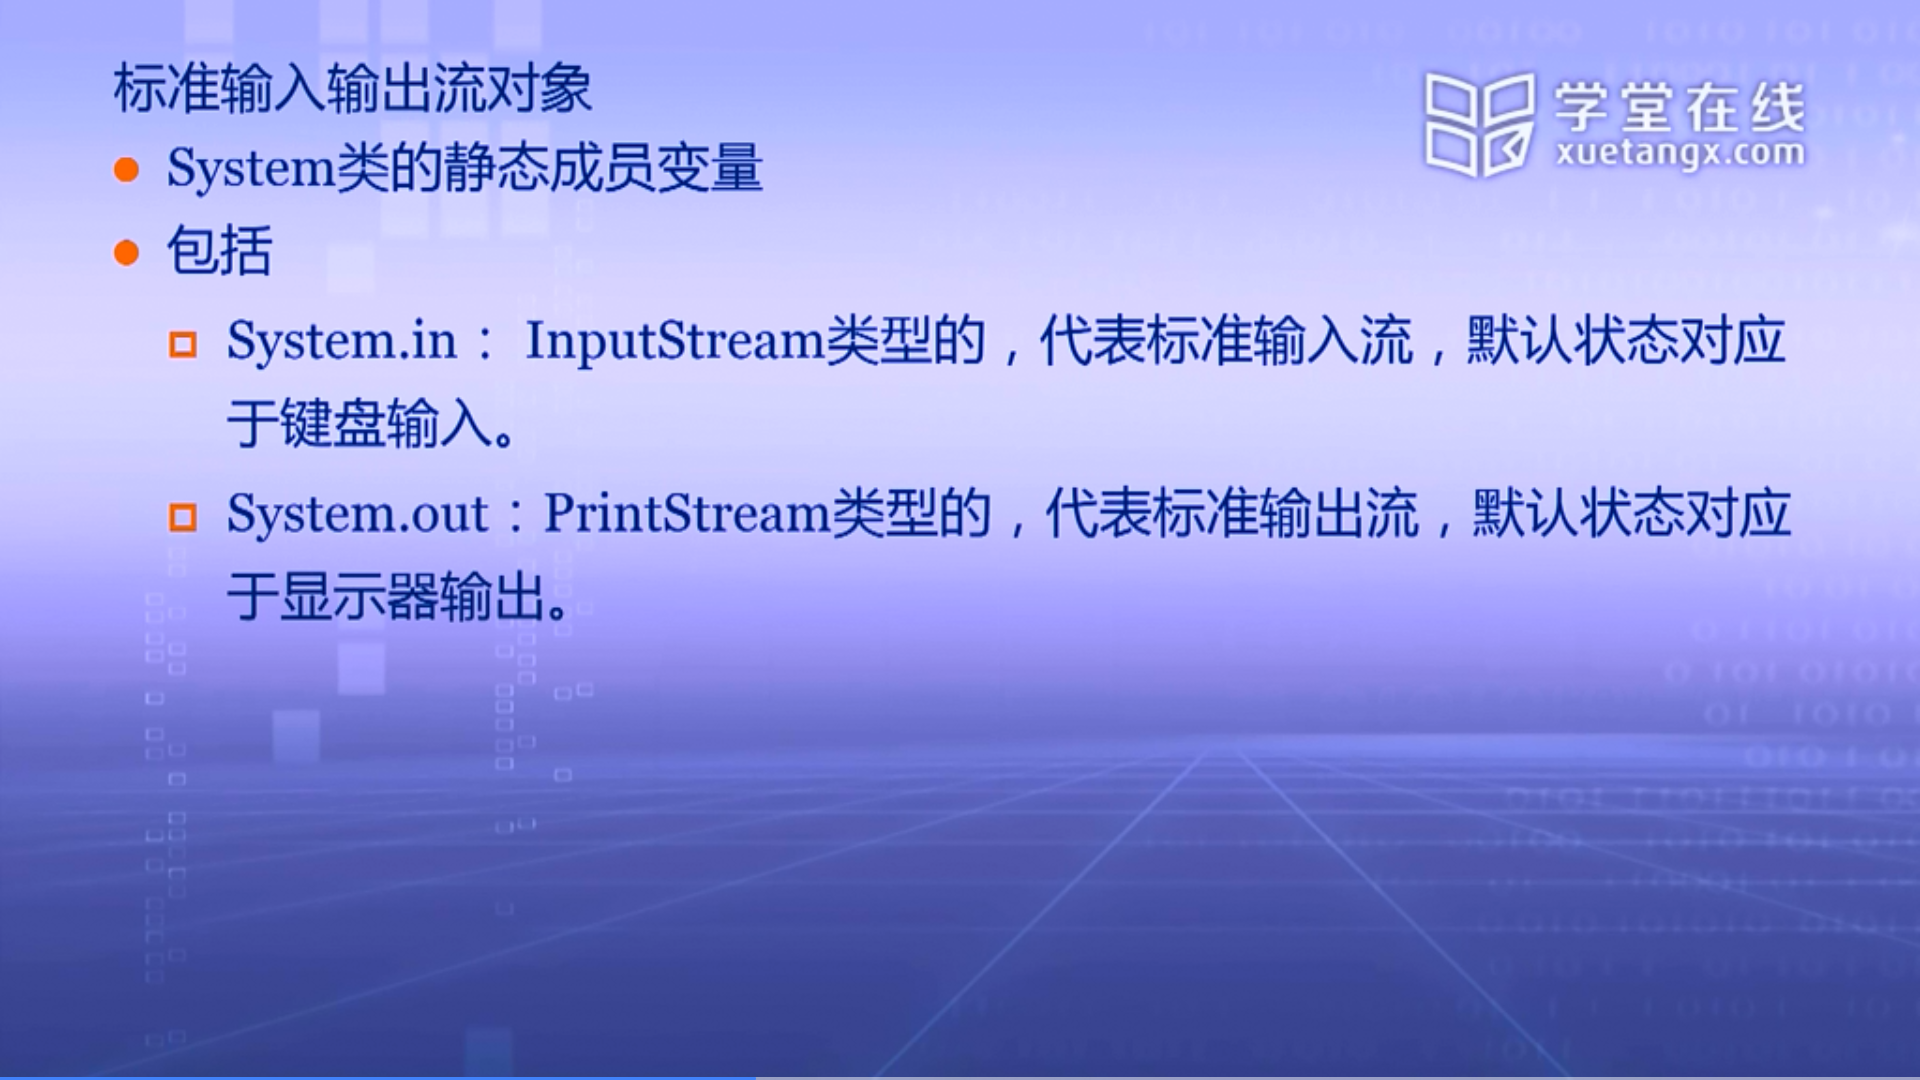 标准输入输出流对象
学堂在线
xuetangx.com
System类的静态成员变量
包括
System.in： InputStream类型的，代表标准输入流，默认状态对应
于键盘输入。
System.out：PrintStream类型的，代表标准输出流，默认状态对应
于显示器输出。